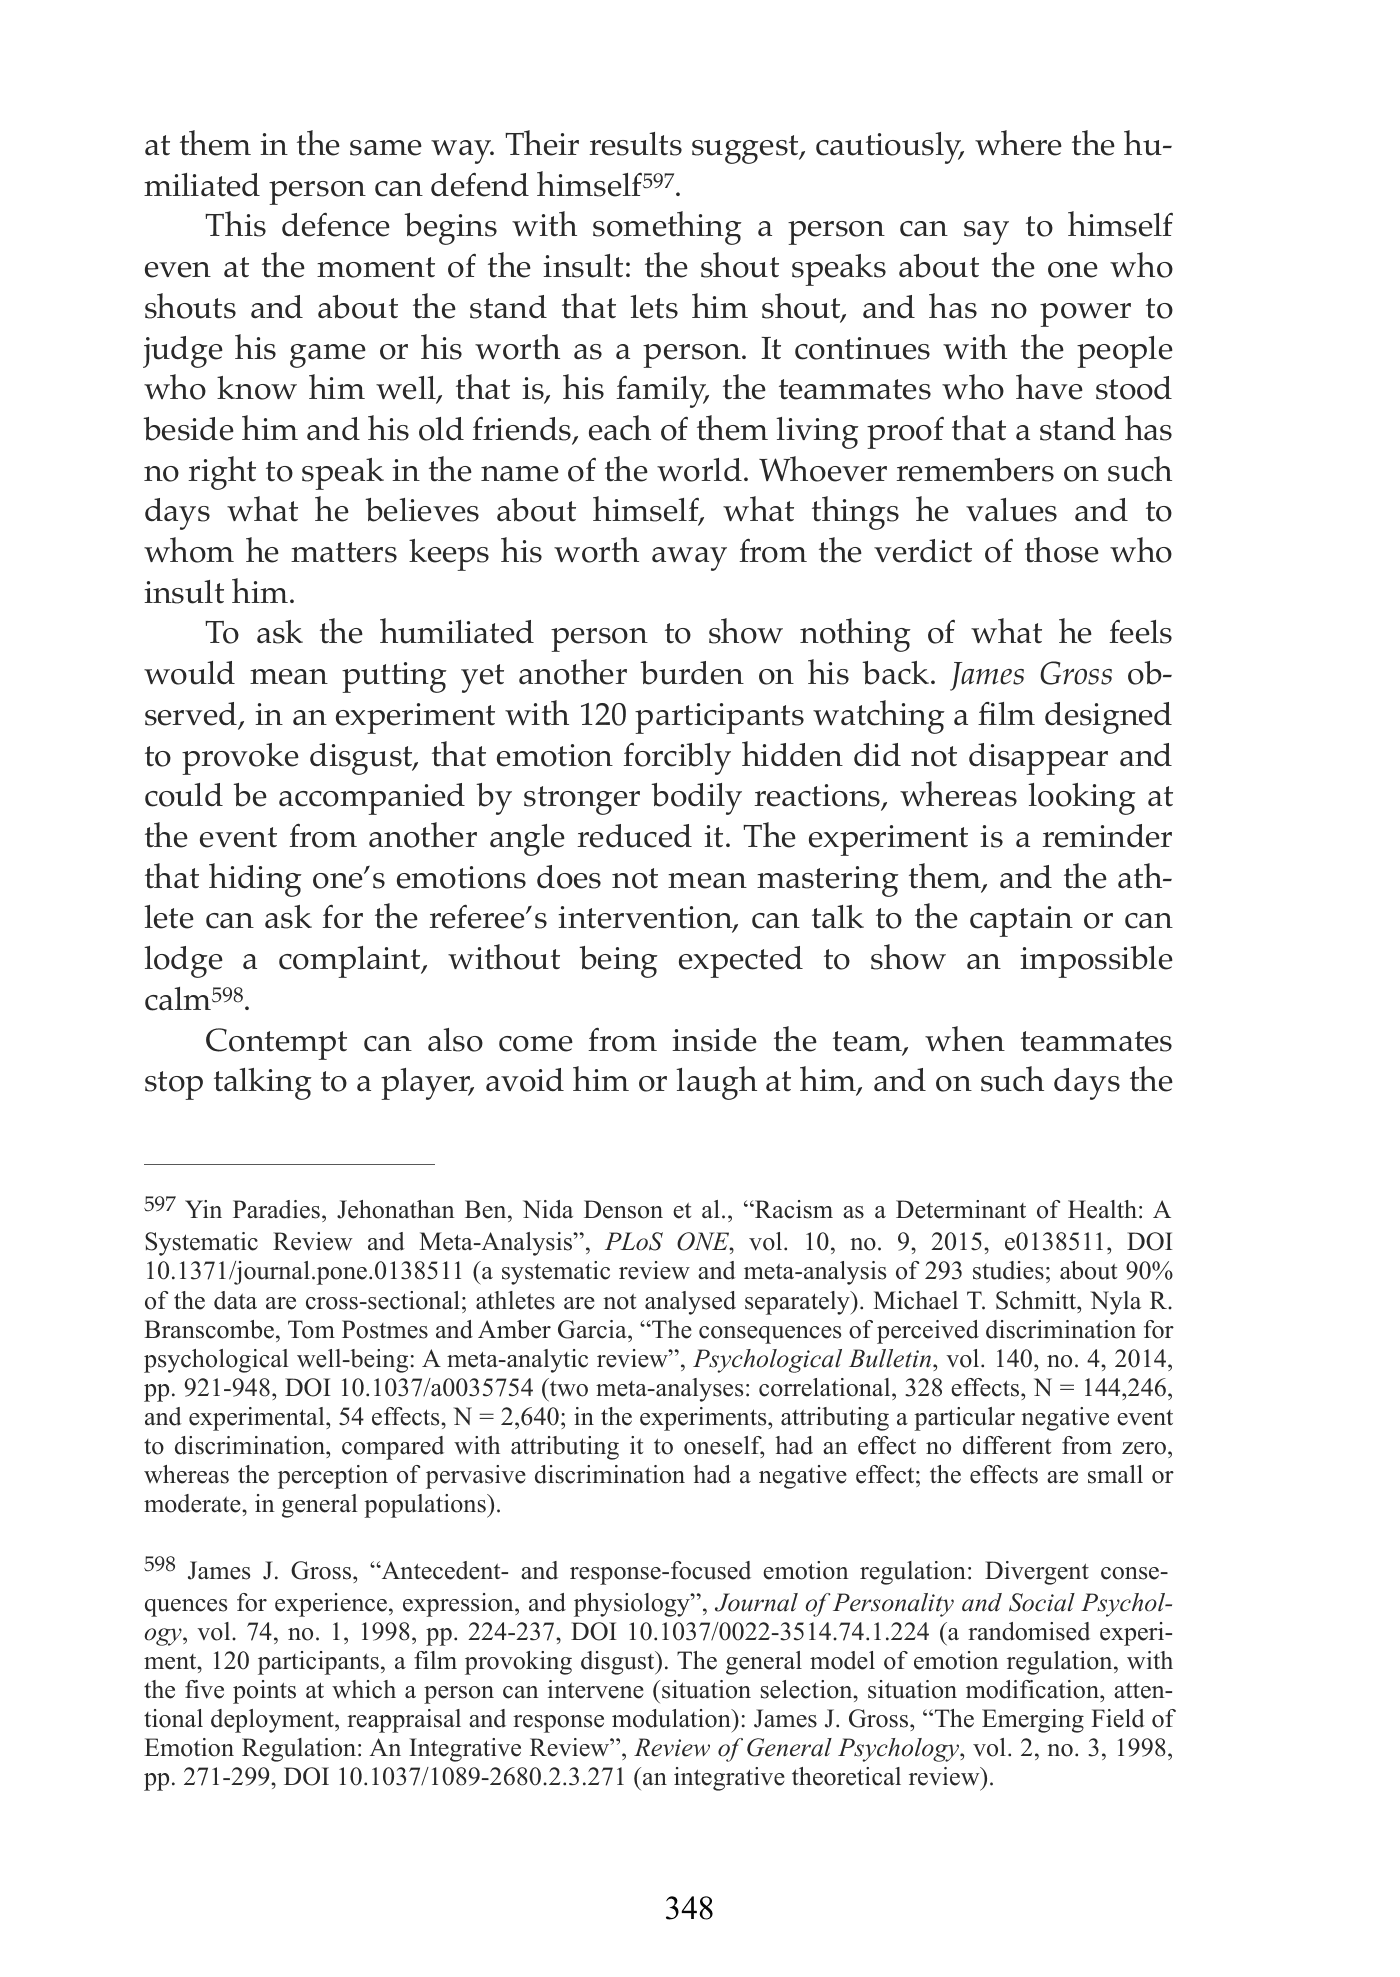 at them in the same way. Their results suggest, cautiously, where the hu-
miliated person can defend himself597.
This defence begins with something a person can say to himself
even at the moment of the insult: the shout speaks about the one who
shouts and about the stand that lets him shout, and has no power to
judge his game or his worth as a person. It continues with the people
who know him well, that is, his family, the teammates who have stood
beside him and his old friends, each of them living proof that a stand has
no right to speak in the name of the world. Whoever remembers on such
days what he believes about himself, what things he values and to
whom he matters keeps his worth away from the verdict of those who
insult him.
To ask the humiliated person to show nothing of what he feels
would mean putting yet another burden on his back. James Gross ob-
served, in an experiment with 120 participants watching a film designed
to provoke disgust, that emotion forcibly hidden did not disappear and
could be accompanied by stronger bodily reactions, whereas looking at
the event from another angle reduced it. The experiment is a reminder
that hiding one’s emotions does not mean mastering them, and the ath-
lete can ask for the referee’s intervention, can talk to the captain or can
lodge a complaint, without being expected to show an impossible
calm598.
Contempt can also come from inside the team, when teammates
stop talking to a player, avoid him or laugh at him, and on such days the
597 Yin Paradies, Jehonathan Ben, Nida Denson et al., “Racism as a Determinant of Health: A
Systematic Review and Meta-Analysis”, PLoS ONE, vol. 10, no. 9, 2015, e0138511, DOI
10.1371/journal.pone.0138511 (a systematic review and meta-analysis of 293 studies; about 90%
of the data are cross-sectional; athletes are not analysed separately). Michael T. Schmitt, Nyla R.
Branscombe, Tom Postmes and Amber Garcia, “The consequences of perceived discrimination for
psychological well-being: A meta-analytic review”, Psychological Bulletin, vol. 140, no. 4, 2014,
pp. 921-948, DOI 10.1037/a0035754 (two meta-analyses: correlational, 328 effects, N = 144,246,
and experimental, 54 effects, N = 2,640; in the experiments, attributing a particular negative event
to discrimination, compared with attributing it to oneself, had an effect no different from zero,
whereas the perception of pervasive discrimination had a negative effect; the effects are small or
moderate, in general populations).
598 James J. Gross, “Antecedent- and response-focused emotion regulation: Divergent conse-
quences for experience, expression, and physiology”, Journal of Personality and Social Psychol-
ogy, vol. 74, no. 1, 1998, pp. 224-237, DOI 10.1037/0022-3514.74.1.224 (a randomised experi-
ment, 120 participants, a film provoking disgust). The general model of emotion regulation, with
the five points at which a person can intervene (situation selection, situation modification, atten-
tional deployment, reappraisal and response modulation): James J. Gross, “The Emerging Field of
Emotion Regulation: An Integrative Review”, Review of General Psychology, vol. 2, no. 3, 1998,
pp. 271-299, DOI 10.1037/1089-2680.2.3.271 (an integrative theoretical review).
348